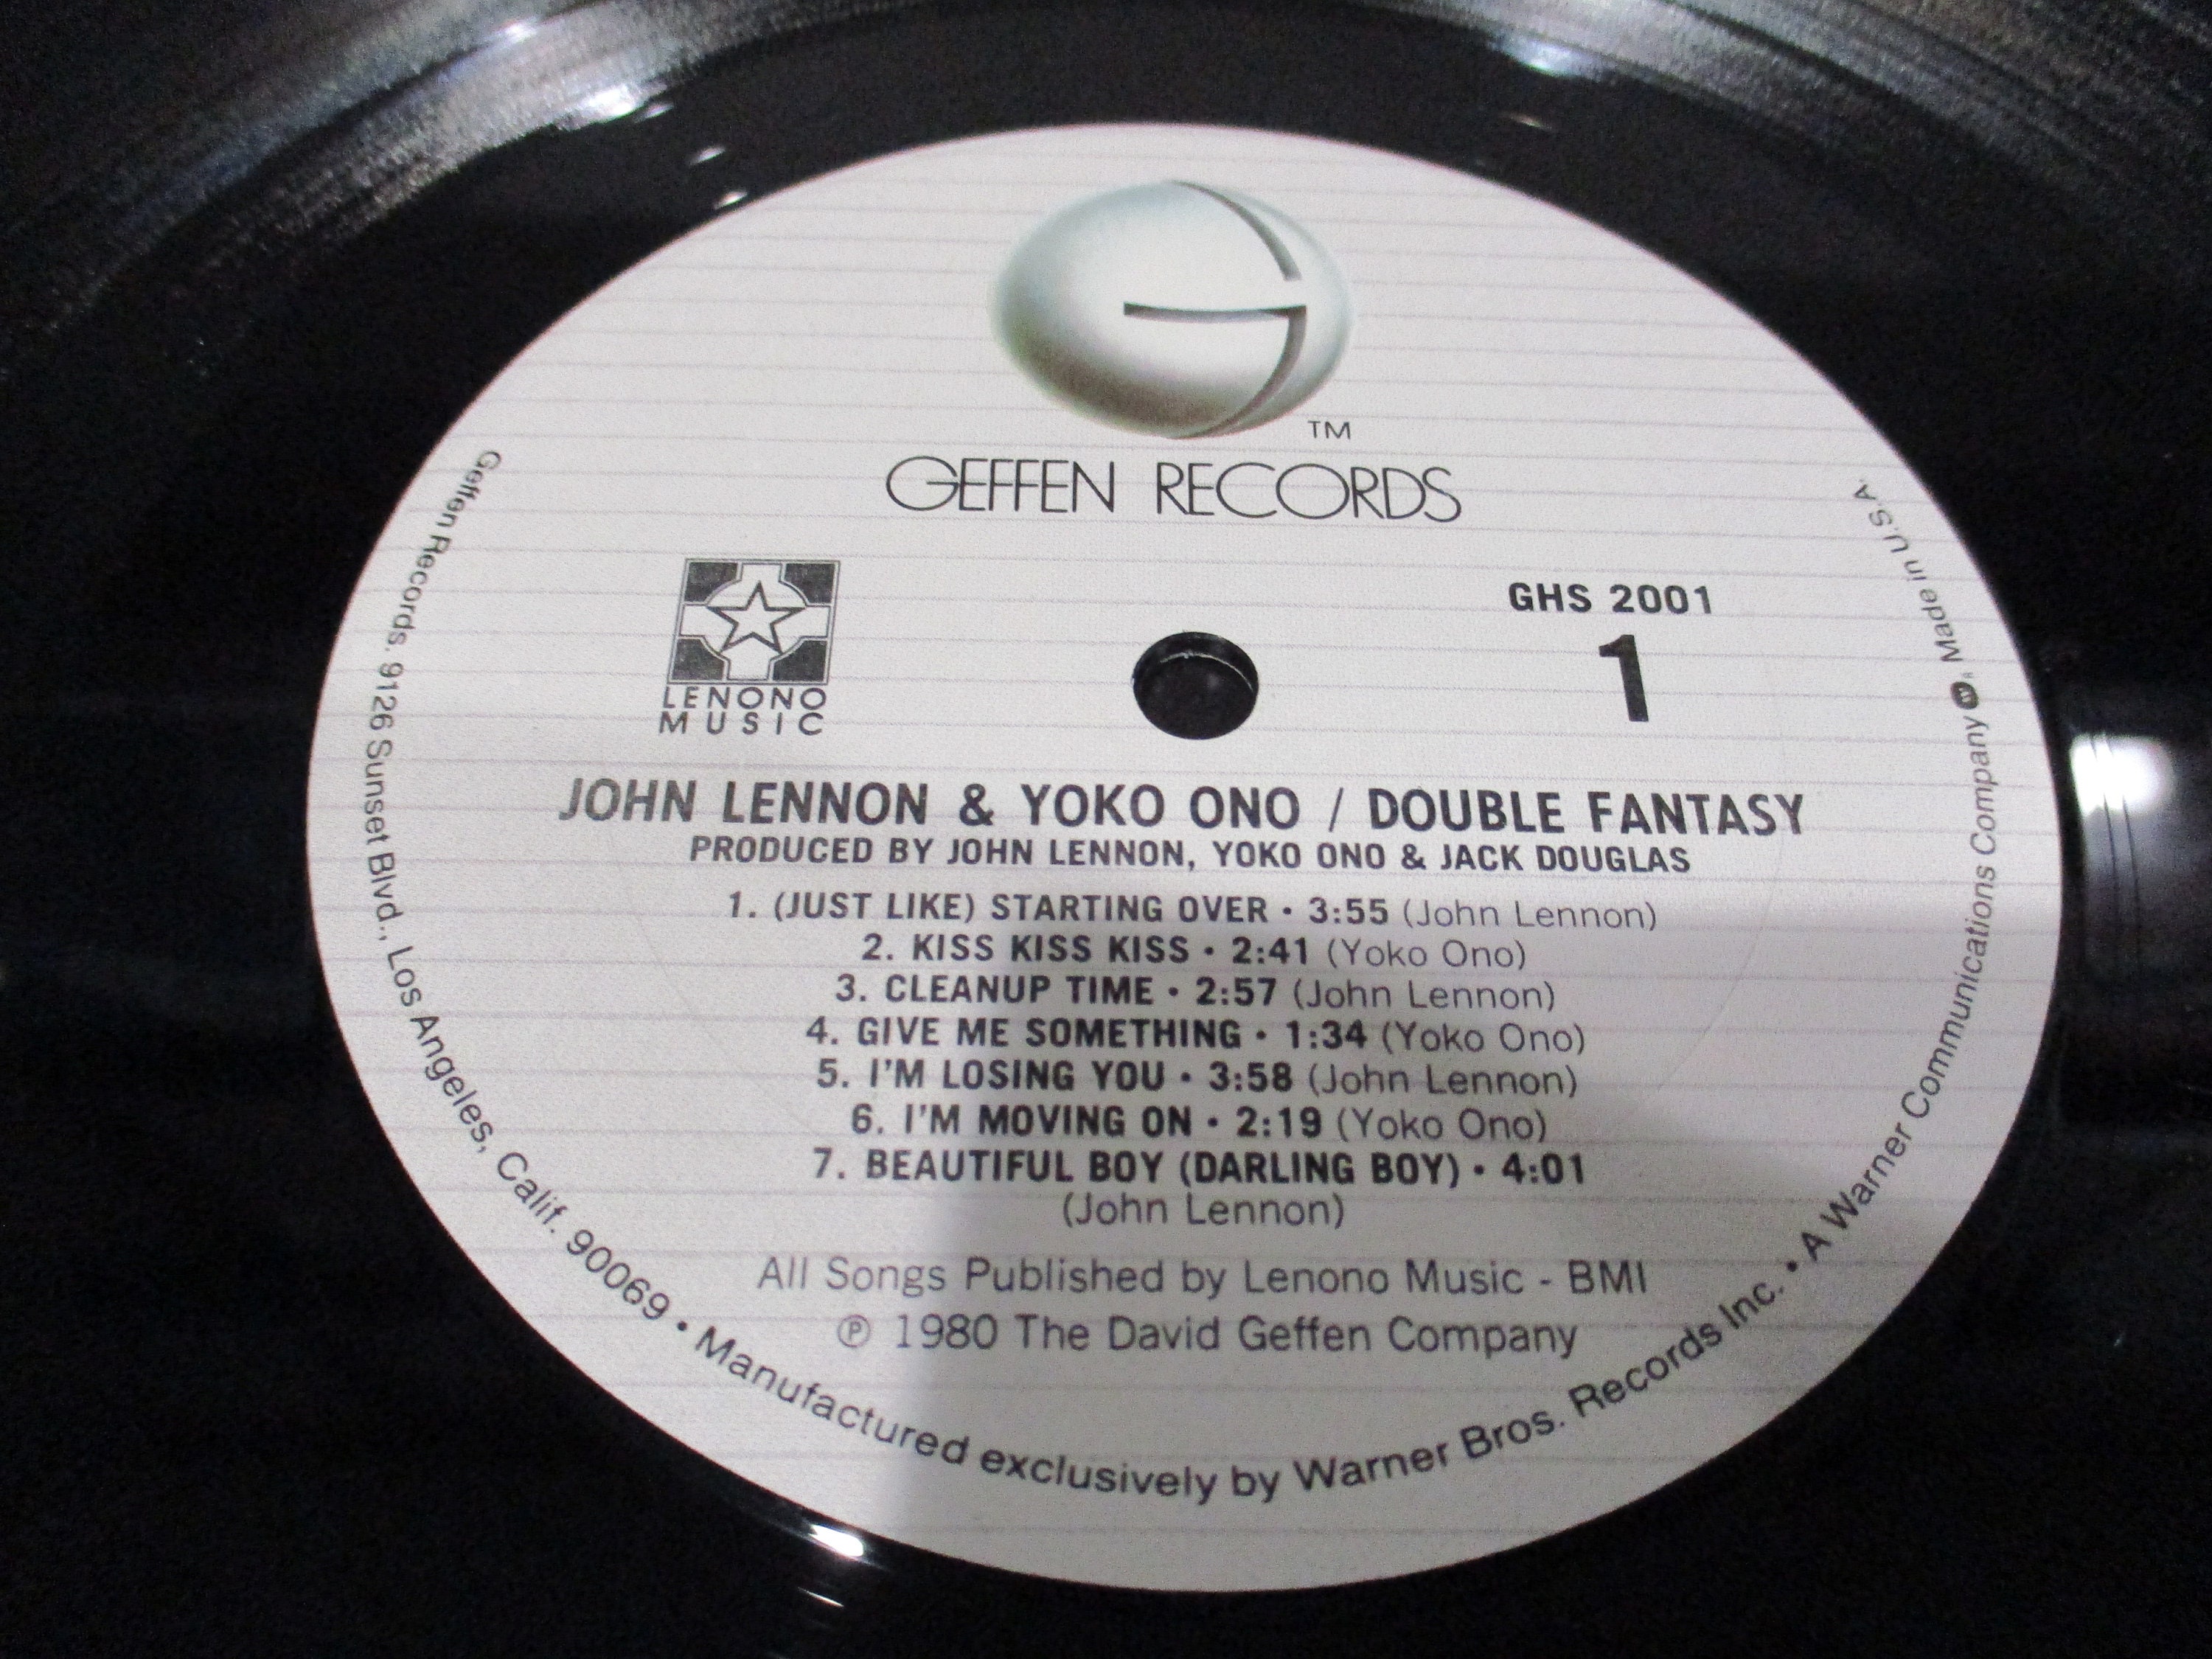 TM
GEFFEN RECORDS
LENONO
MUSIC
GHS 2001
1
JOHN LENNON & YOKO ONO / DOUBLE FANTASY
PRODUCED BY JOHN LENNON, YOKO ONO & JACK DOUGLAS
1. (JUST LIKE) STARTING OVER • 3:55 (John Lennon)
2. KISS KISS KISS • 2:41 (Yoko Ono)
3. CLEANUP TIME • 2:57 (John Lennon)
4. GIVE ME SOMETHING • 1:34 (Yoko Ono)
5. I'M LOSING YOU • 3:58 (John Lennon)
6. I'M MOVING ON • 2:19 (Yoko Ono)
7. BEAUTIFUL BOY (DARLING BOY) • 4:01
(John Lennon)
All Songs Published by Lenono Music - BMI
℗ 1980 The David Geffen Company
Geffen Records. 9126 Sunset Blvd., Los Angeles, Calif. 90069 • Manufactured exclusively by Warner Bros. Records Inc. • A Warner Communications Company Made in U.S.A.